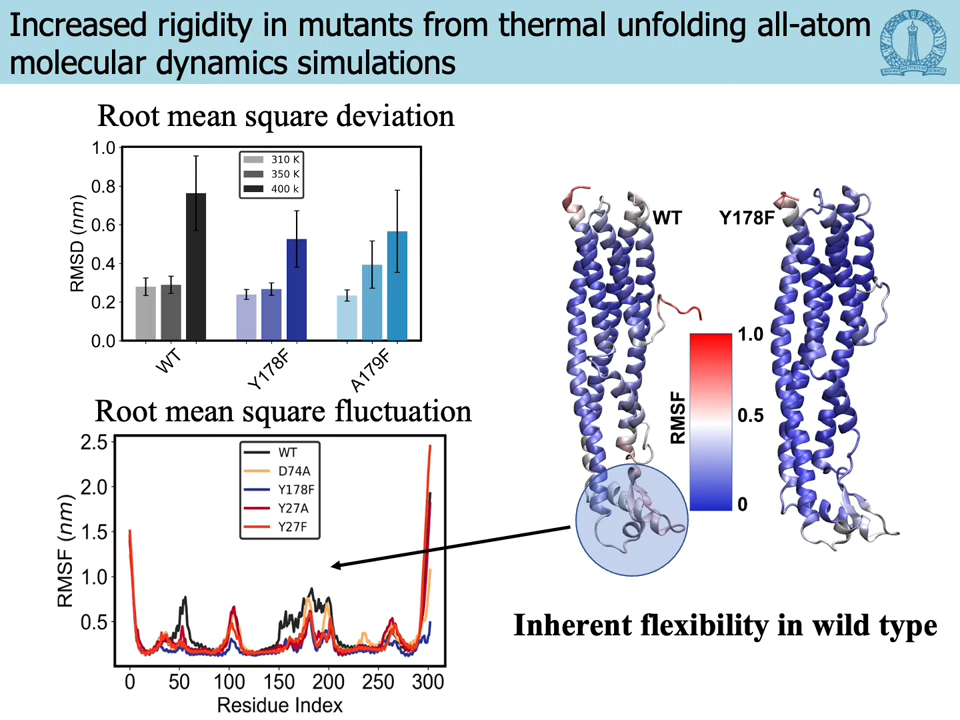 Increased rigidity in mutants from thermal unfolding all-atom
molecular dynamics simulations
Root mean square deviation
1.0
0.8
0.6
0.4
0.2
0.0
RMSD (nm)
310 K
350 K
400 k
WT
Y178F
A179F
Root mean square fluctuation
2.5
2.0
1.5
1.0
0.5
RMSF (nm)
WT
D74A
Y178F
Y27A
Y27F
0 50 100 150 200 250 300
Residue Index
WT
Y178F
RMSF
1.0
0.5
0
Inherent flexibility in wild type